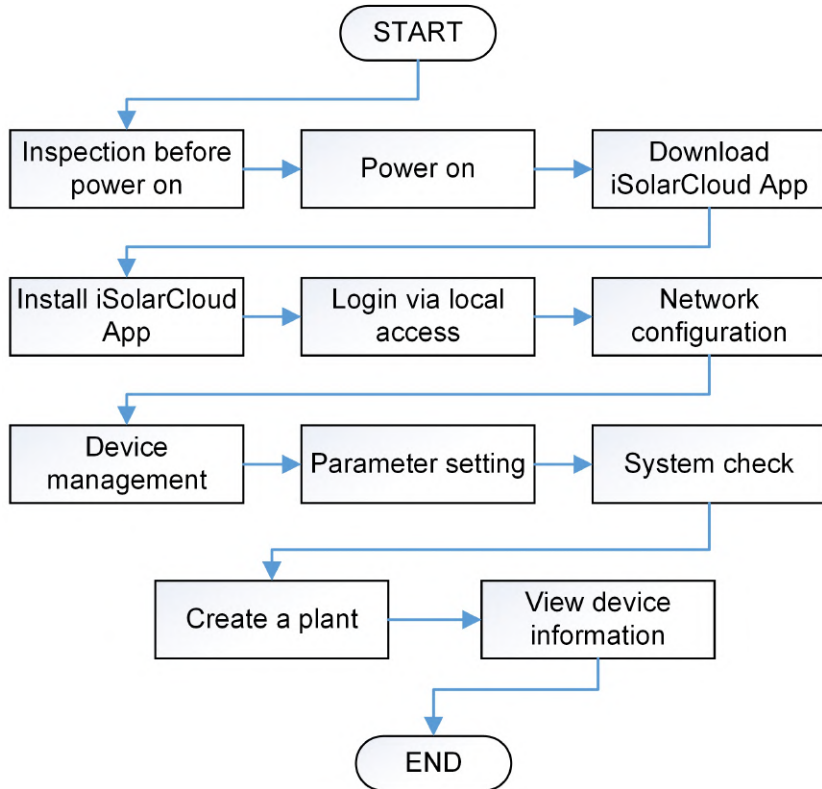 START
Inspection before
power on
Power on
Download
iSolarCloud App
Install iSolarCloud
App
Login via local
access
Network
configuration
Device
management
Parameter setting
System check
Create a plant
View device
information
END